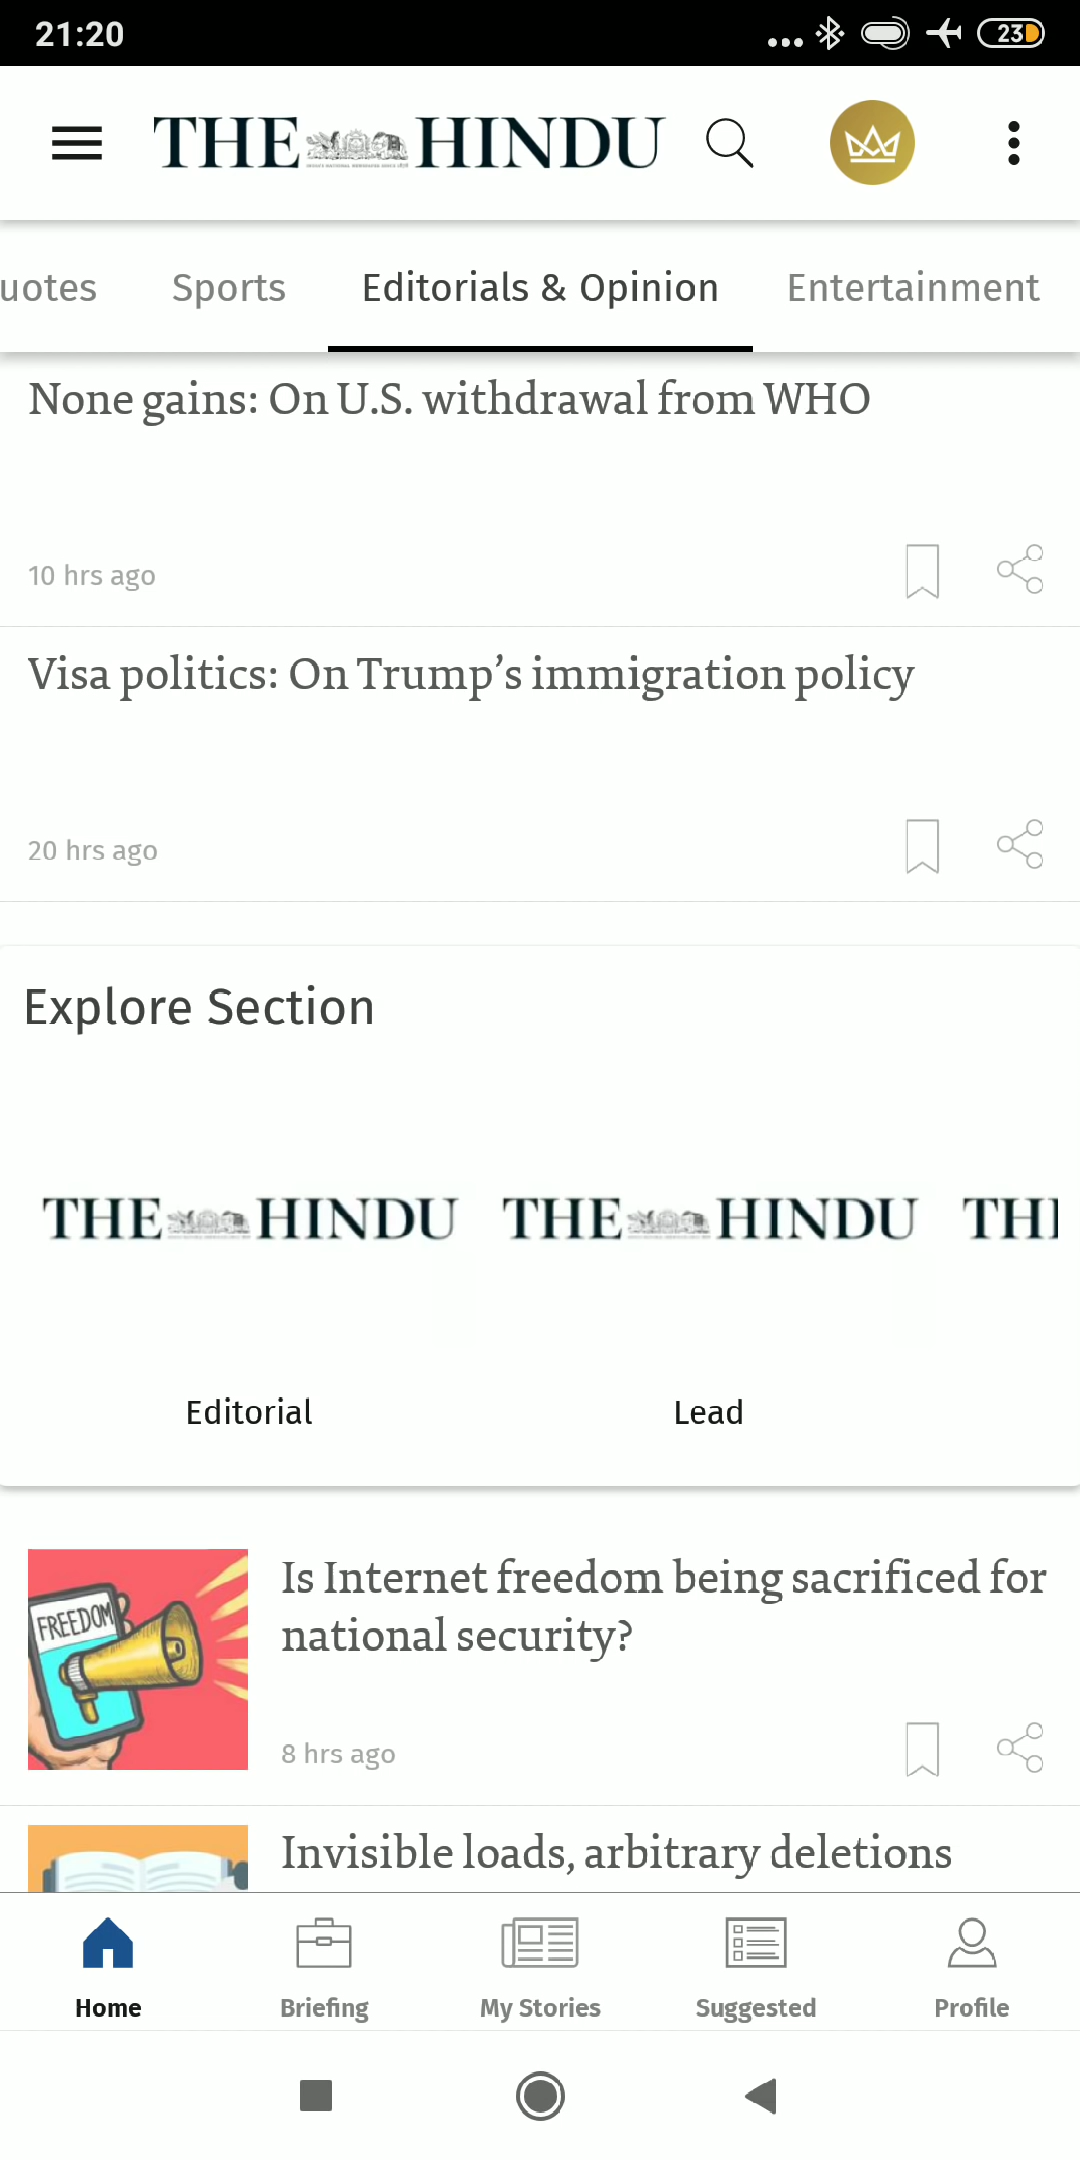 21:20
23
THE HINDU
uotes Sports Editorials & Opinion Entertainment
None gains: On U.S. withdrawal from WHO
10 hrs ago
Visa politics: On Trump’s immigration policy
20 hrs ago
Explore Section
THE HINDU THE HINDU TH
Editorial Lead
FREEDOM
Is Internet freedom being sacrificed for
national security?
8 hrs ago
Invisible loads, arbitrary deletions
Home Briefing My Stories Suggested Profile